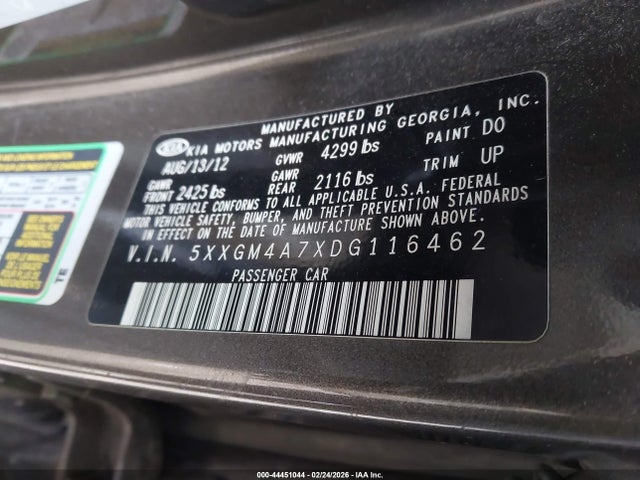 MANUFACTURED BY
KIA KIA MOTORS MANUFACTURING GEORGIA, INC.
AUG/13/12 GVWR 4299 lbs PAINT DO
GAWR FRONT 2425 lbs GAWR REAR 2116 lbs TRIM UP
THIS VEHICLE CONFORMS TO ALL APPLICABLE U.S.A. FEDERAL
MOTOR VEHICLE SAFETY, BUMPER, AND THEFT PREVENTION STANDARDS
IN EFFECT ON THE DATE OF MANUFACTURE SHOWN ABOVE.
V.I.N. 5XXGM4A7XDG116462
PASSENGER CAR
TE
000-44451044 - 02/24/2026 - IAA Inc.